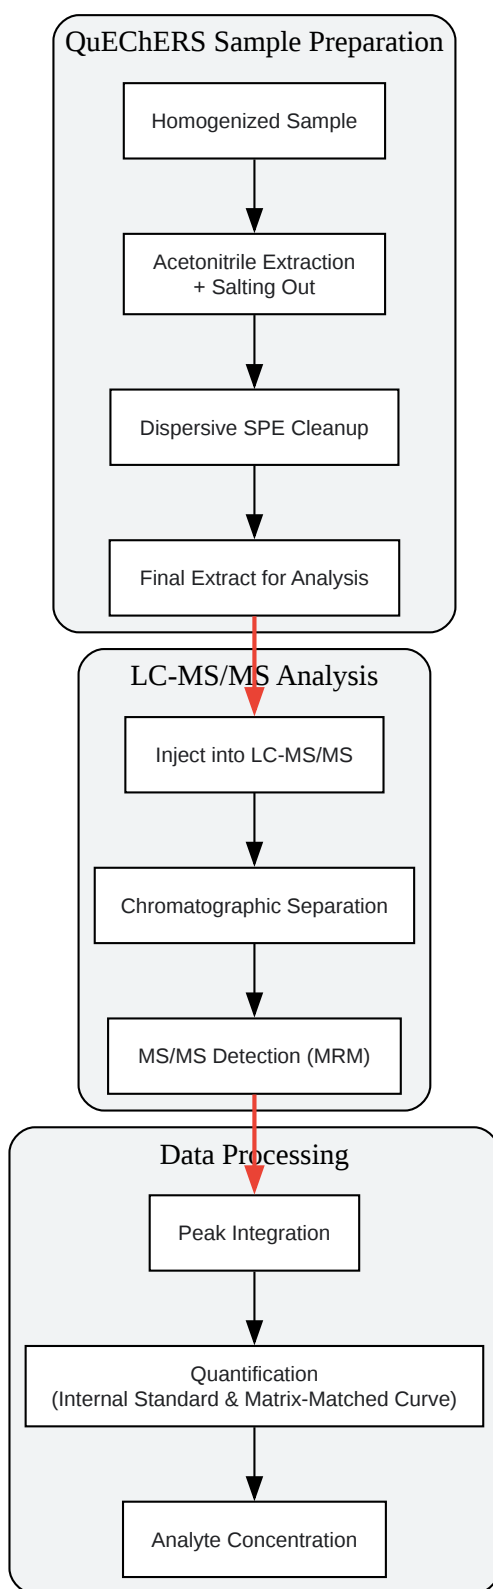 QuEChERS Sample Preparation
Homogenized Sample
Acetonitrile Extraction
+ Salting Out
Dispersive SPE Cleanup
Final Extract for Analysis
LC-MS/MS Analysis
Inject into LC-MS/MS
Chromatographic Separation
MS/MS Detection (MRM)
Data Processing
Peak Integration
Quantification
(Internal Standard & Matrix-Matched Curve)
Analyte Concentration